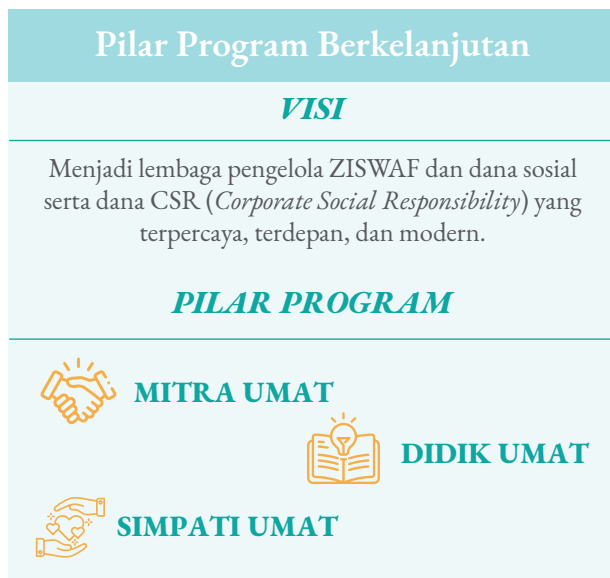 Pilar Program Berkelanjutan
VISI
Menjadi lembaga pengelola ZISWAF dan dana sosial
serta dana CSR (Corporate Social Responsibility) yang
terpercaya, terdepan, dan modern.
PILAR PROGRAM
MITRA UMAT
DIDIK UMAT
SIMPATI UMAT